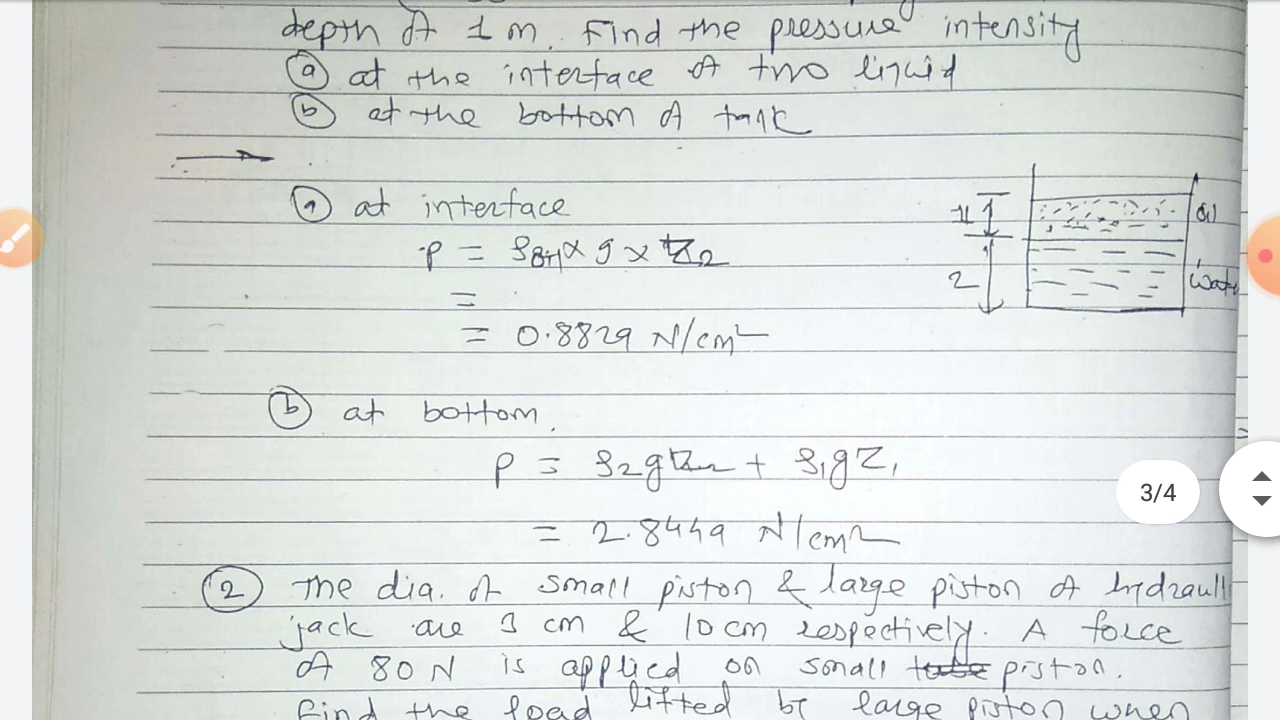 depth of 1 m. Find the pressure intensity
ⓐ at the interface of two liquid
ⓑ at the bottom of tank
ⓐ at interface
P = ρoil x g x Z2
=
= 0.8829 N/cm²
1
oil
2
ⓑ at bottom.
P = ρ2gZ2 + ρ1gZ1
= 2.8449 N/cm²
3/4
② The dia. of small piston & large piston of
jack are 3 cm & 10 cm respectively. A force
of 80 N is applied on small piston.
find the load lifted by large piston when